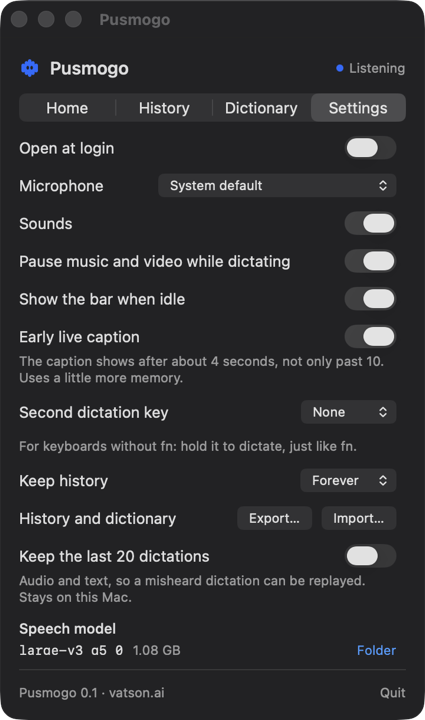 Pusmogo
Pusmogo
Listening
Home
History
Dictionary
Settings
Open at login
Microphone
System default
Sounds
Pause music and video while dictating
Show the bar when idle
Early live caption
The caption shows after about 4 seconds, not only past 10.
Uses a little more memory.
Second dictation key
None
For keyboards without fn: hold it to dictate, just like fn.
Keep history
Forever
History and dictionary
Export...
Import...
Keep the last 20 dictations
Audio and text, so a misheard dictation can be replayed.
Stays on this Mac.
Speech model
1.08 GB
Folder
Pusmogo 0.1 · vatson.ai
Quit